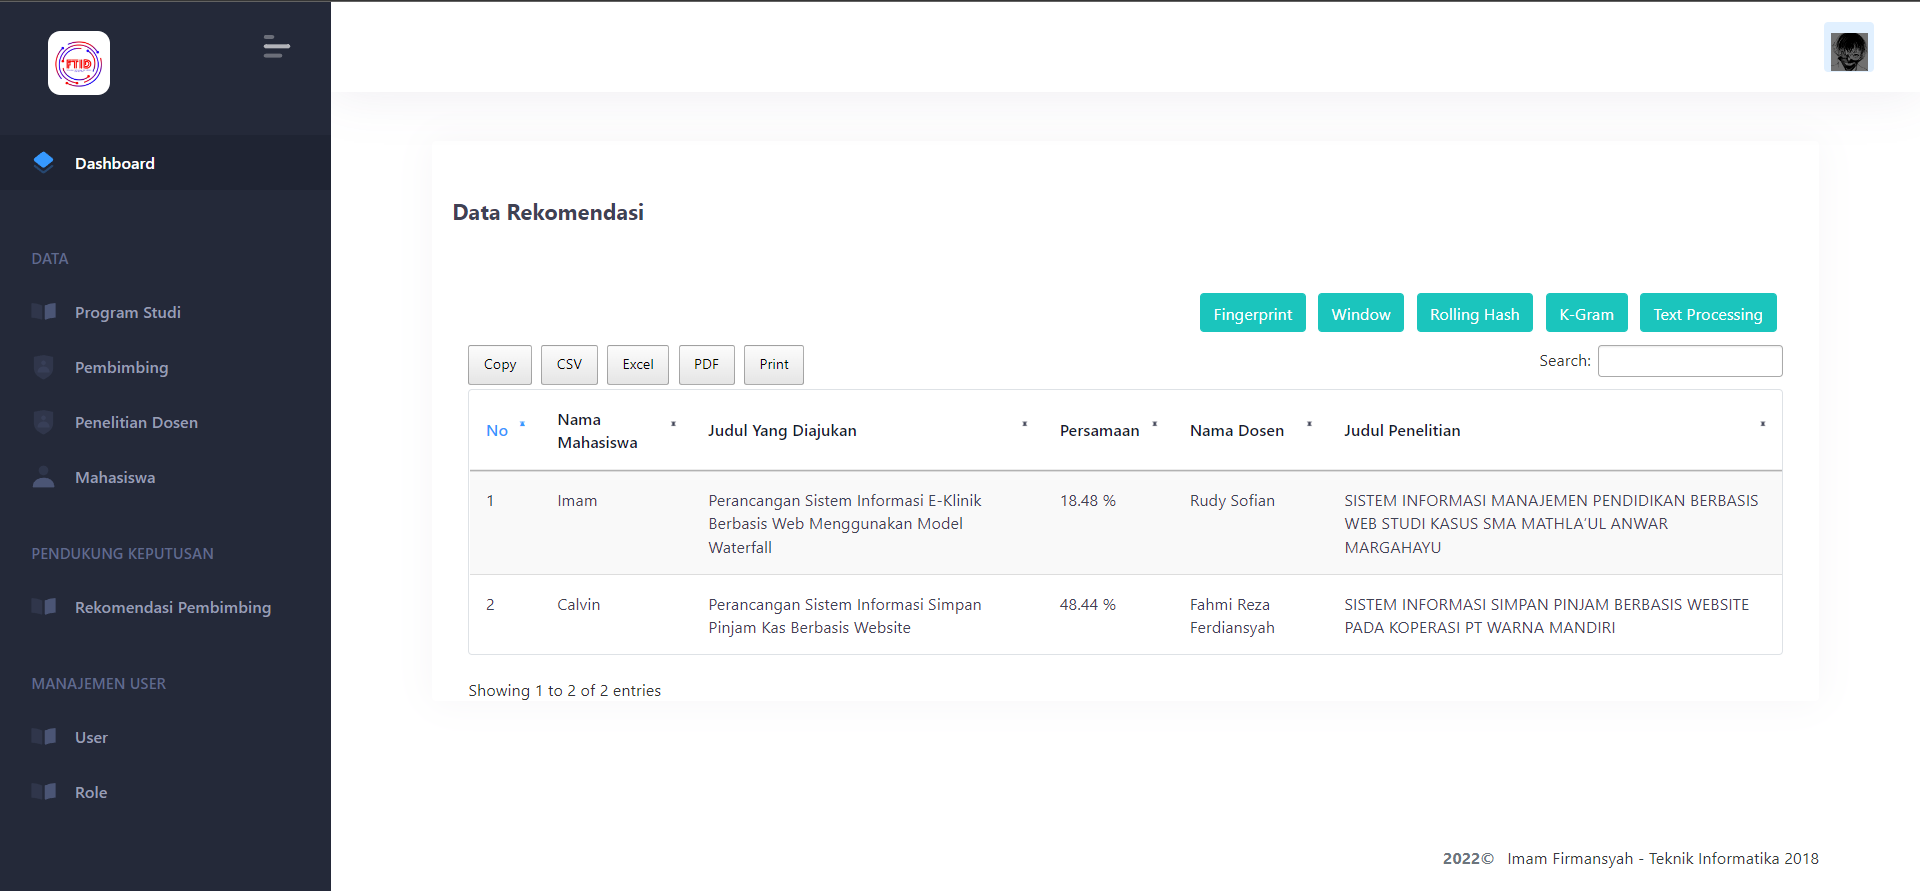 FTID
Dashboard
DATA
Program Studi
Pembimbing
Penelitian Dosen
Mahasiswa
PENDUKUNG KEPUTUSAN
Rekomendasi Pembimbing
MANAJEMEN USER
User
Role
Data Rekomendasi
Fingerprint Window Rolling Hash K-Gram Text Processing
Copy CSV Excel PDF Print Search:
No Nama Mahasiswa Judul Yang Diajukan Persamaan Nama Dosen Judul Penelitian
1 Imam Perancangan Sistem Informasi E-Klinik 18.48 % Rudy Sofian SISTEM INFORMASI MANAJEMEN PENDIDIKAN BERBASIS
Berbasis Web Menggunakan Model WEB STUDI KASUS SMA MATHLA’UL ANWAR
Waterfall MARGAHAYU
2 Calvin Perancangan Sistem Informasi Simpan 48.44 % Fahmi Reza SISTEM INFORMASI SIMPAN PINJAM BERBASIS WEBSITE
Pinjam Kas Berbasis Website Ferdiansyah PADA KOPERASI PT WARNA MANDIRI
Showing 1 to 2 of 2 entries
2022© Imam Firmansyah - Teknik Informatika 2018